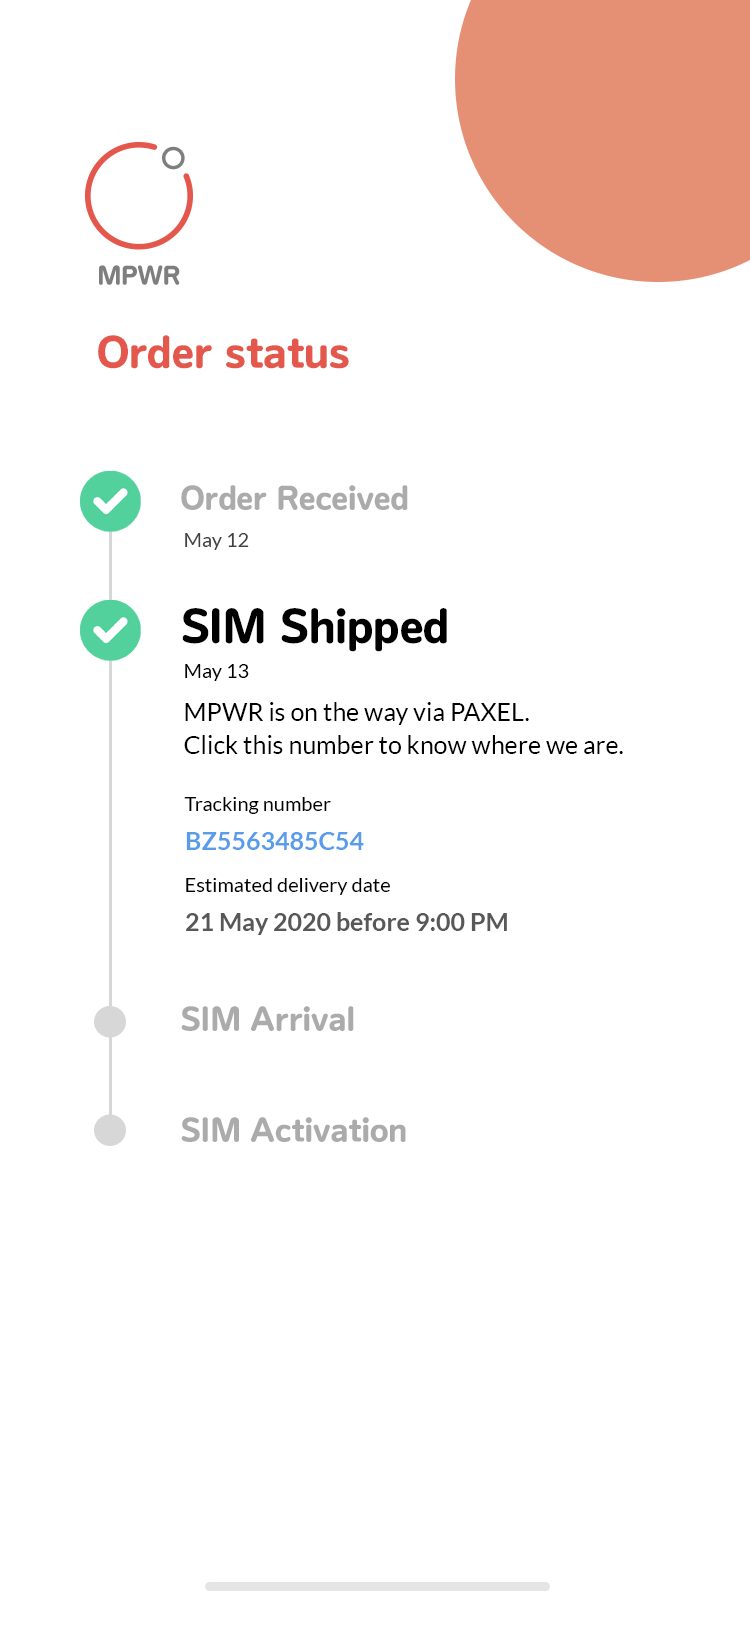 MPWR
Order status
Order Received
May 12
SIM Shipped
May 13
MPWR is on the way via PAXEL.
Click this number to know where we are.
Tracking number
BZ5563485C54
Estimated delivery date
21 May 2020 before 9:00 PM
SIM Arrival
SIM Activation